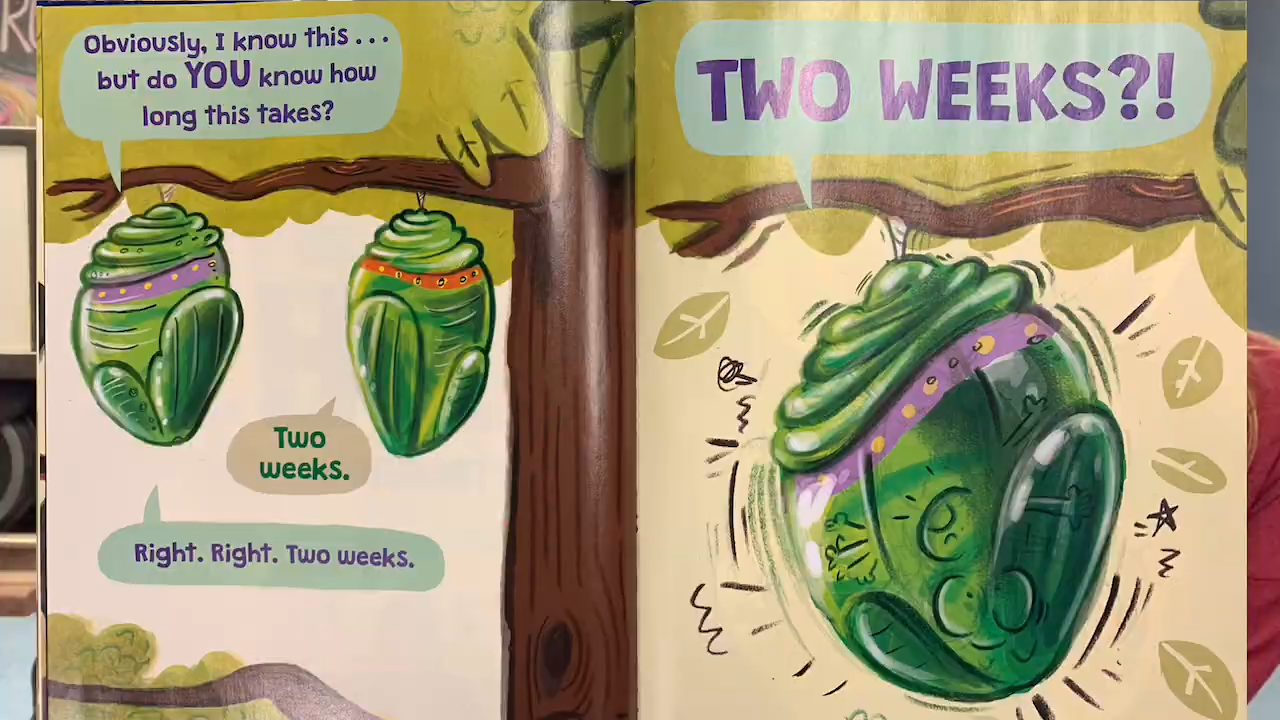 Obviously, I know this...
but do YOU know how
long this takes?
Two
weeks.
Right. Right. Two weeks.
TWO WEEKS?!